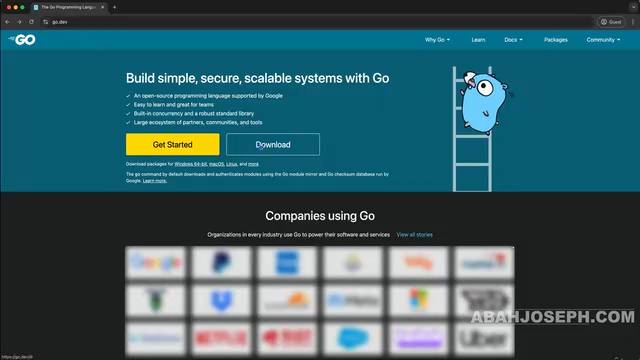 The Go Programming Langu
go.dev
Guest
GO
Why Go
Learn
Docs
Packages
Community
Build simple, secure, scalable systems with Go
An open-source programming language supported by Google
Easy to learn and great for teams
Built-in concurrency and a robust standard library
Large ecosystem of partners, communities, and tools
Get Started
Download
Download packages for Windows 64-bit, macOS, Linux, and more
The go command by default downloads and authenticates modules using the Go module mirror and Go checksum database run by
Google. Learn more.
Companies using Go
Organizations in every industry use Go to power their software and services
View all stories
Google
NETFLIX
Uber
ABAHJOSEPH.COM